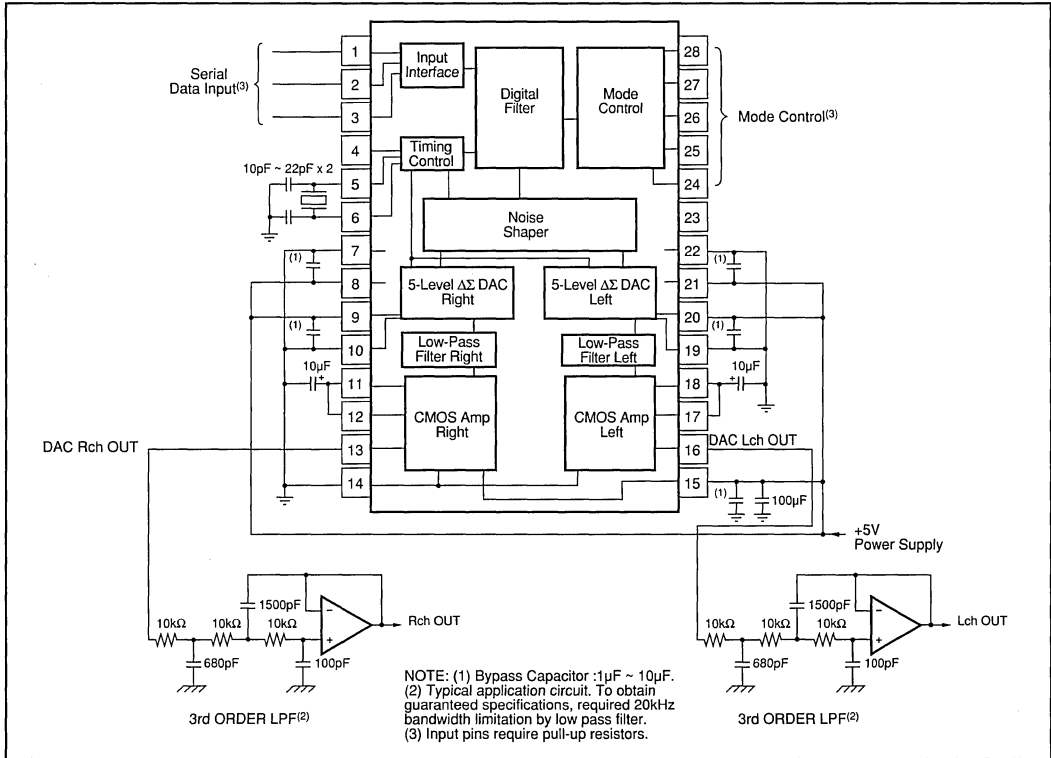 Serial
Data Input(3)
1
2
3
4
5
6
7
8
9
10
11
12
13
14
28
27
26
25
24
23
22
21
20
19
18
17
16
15
Input
Interface
Timing
Control
Digital
Filter
Mode
Control
Mode Control(3)
10pF ~ 22pF x 2
Noise
Shaper
(1)
(1)
(1)
(1)
5-Level ΔΣ DAC
Right
5-Level ΔΣ DAC
Left
Low-Pass
Filter Right
Low-Pass
Filter Left
10µF
+
10µF
+
CMOS Amp
Right
CMOS Amp
Left
DAC Rch OUT
DAC Lch OUT
(1)
100µF
+5V
Power Supply
1500pF
10kΩ
10kΩ
10kΩ
−
+
Rch OUT
680pF
100pF
3rd ORDER LPF(2)
1500pF
10kΩ
10kΩ
10kΩ
−
+
Lch OUT
680pF
100pF
3rd ORDER LPF(2)
NOTE: (1) Bypass Capacitor :1µF ~ 10µF.
(2) Typical application circuit. To obtain
guaranteed specifications, required 20kHz
bandwidth limitation by low pass filter.
(3) Input pins require pull-up resistors.